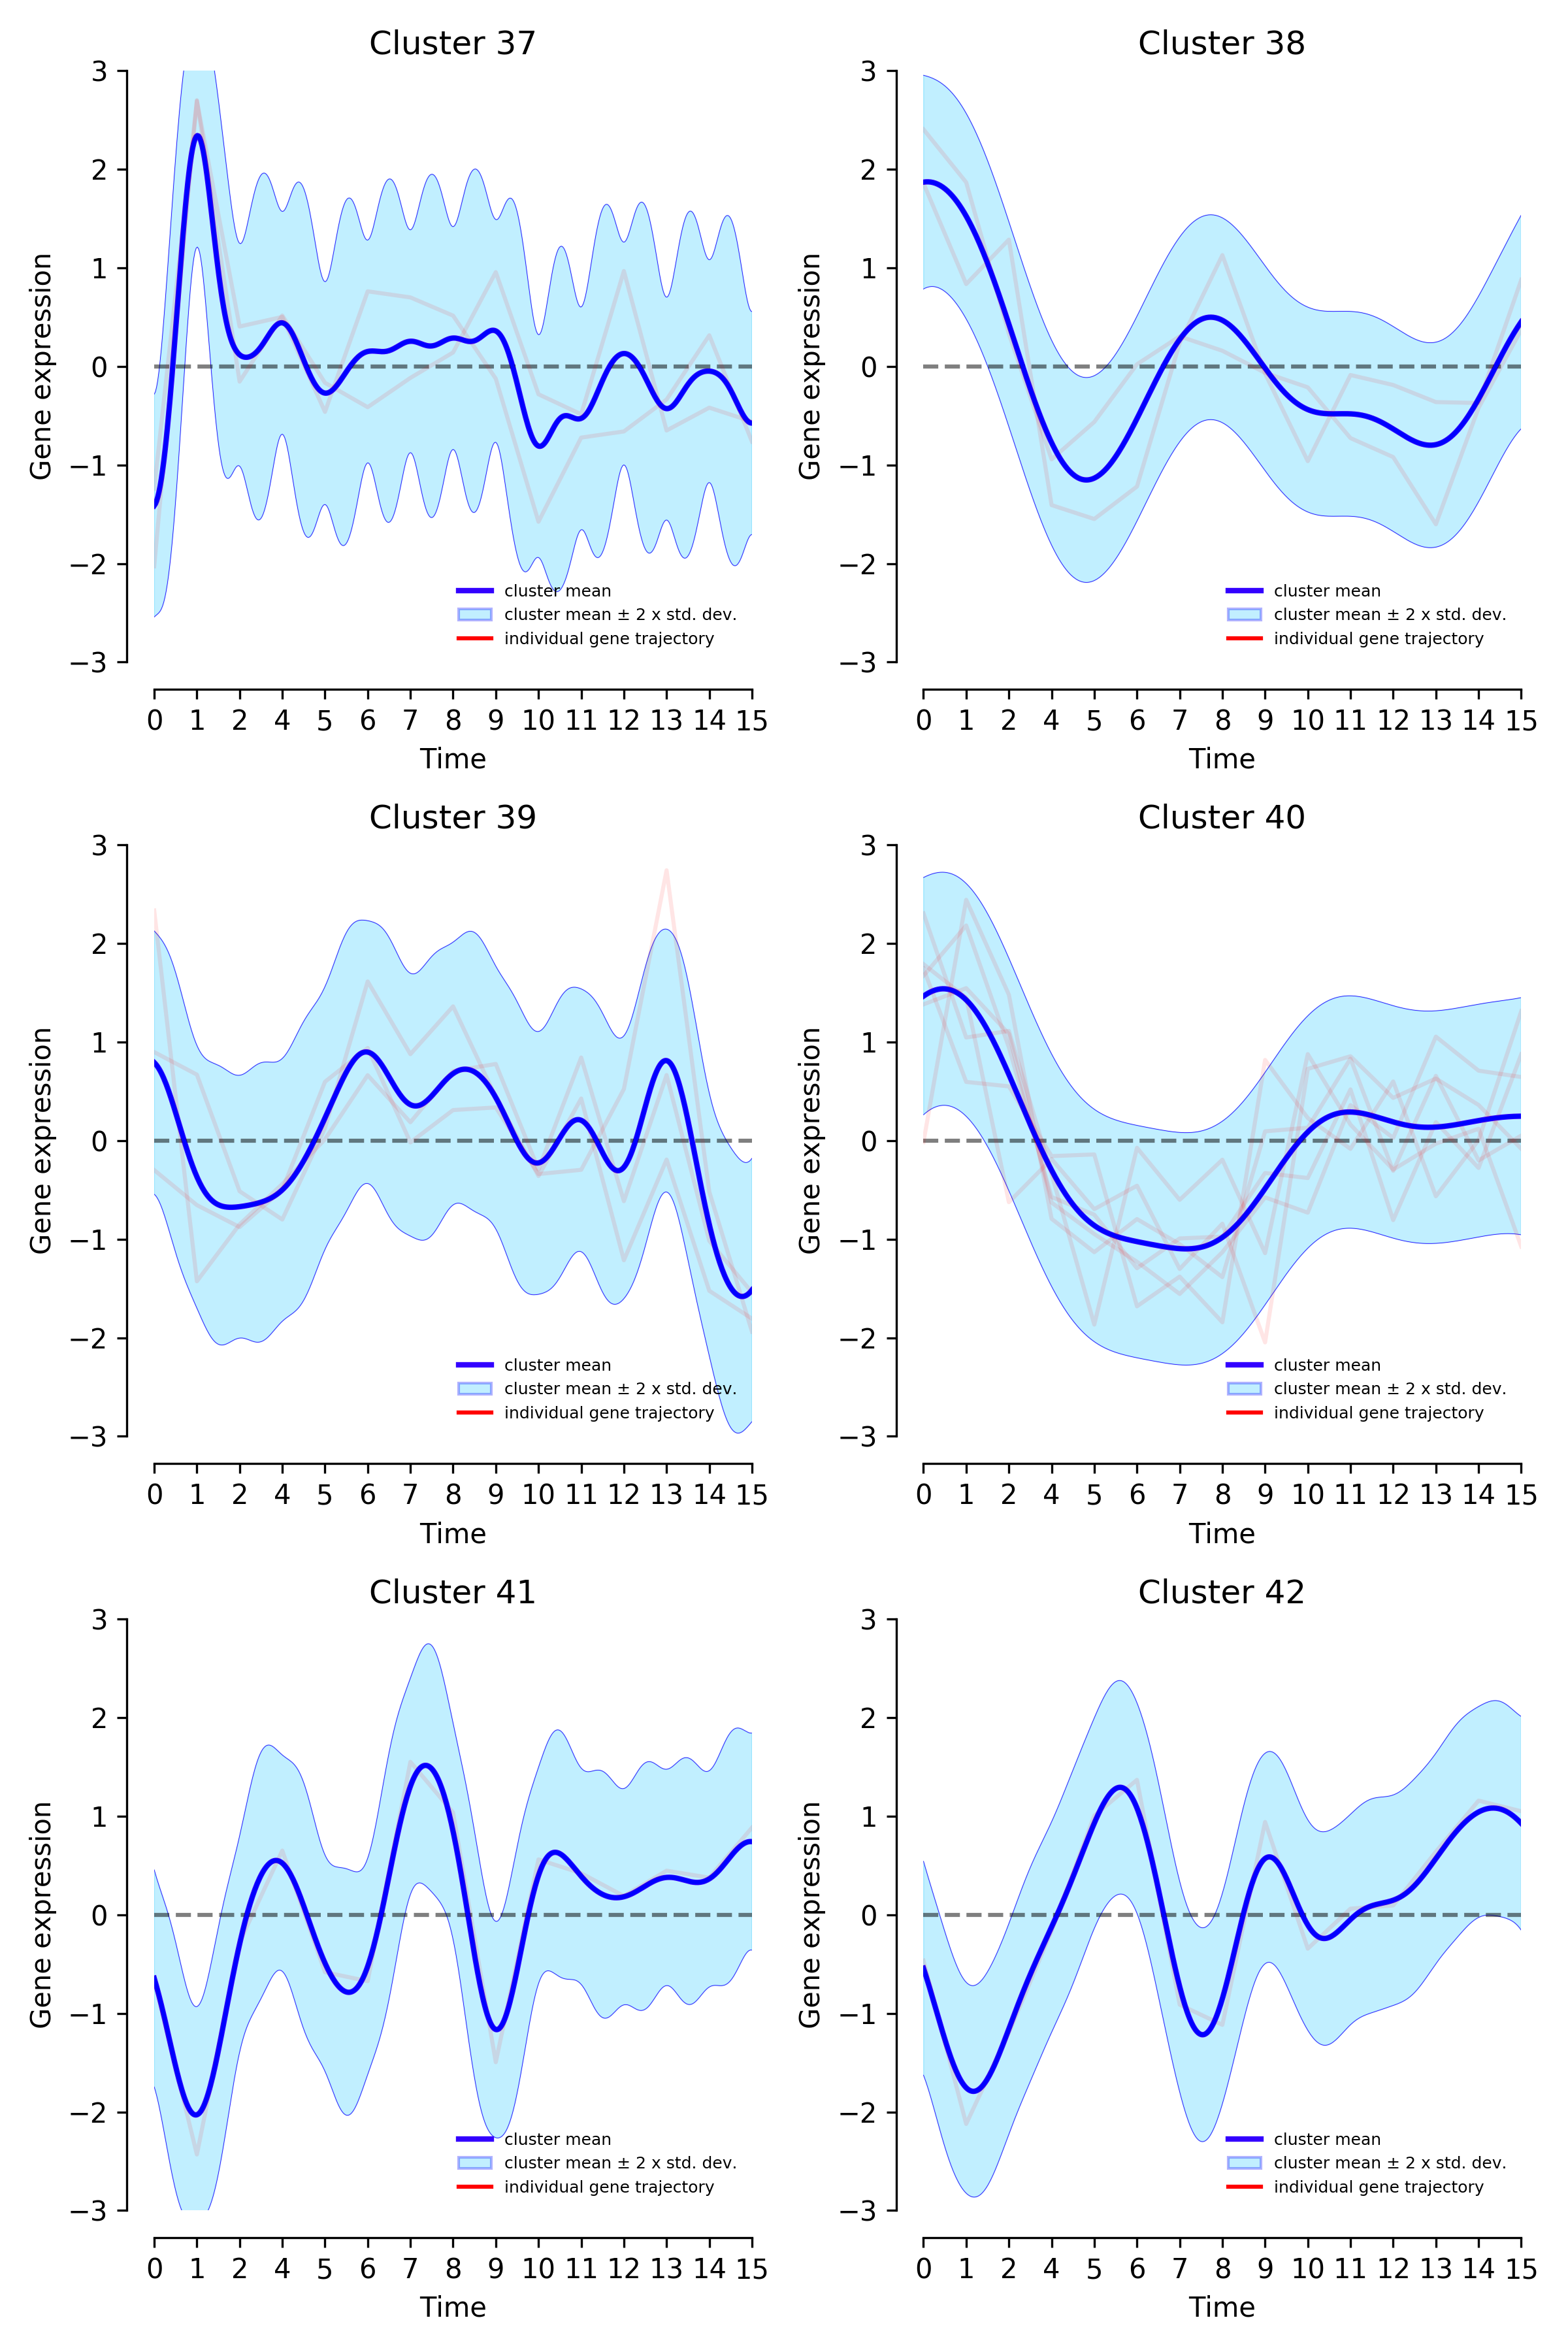 Cluster 37
Gene expression
3
2
1
0
−1
−2
−3
cluster mean
cluster mean ± 2 x std. dev.
individual gene trajectory
0 1 2 4 5 6 7 8 9 10 11 12 13 14 15
Time
Cluster 38
Gene expression
3
2
1
0
−1
−2
−3
cluster mean
cluster mean ± 2 x std. dev.
individual gene trajectory
0 1 2 4 5 6 7 8 9 10 11 12 13 14 15
Time
Cluster 39
Gene expression
3
2
1
0
−1
−2
−3
cluster mean
cluster mean ± 2 x std. dev.
individual gene trajectory
0 1 2 4 5 6 7 8 9 10 11 12 13 14 15
Time
Cluster 40
Gene expression
3
2
1
0
−1
−2
−3
cluster mean
cluster mean ± 2 x std. dev.
individual gene trajectory
0 1 2 4 5 6 7 8 9 10 11 12 13 14 15
Time
Cluster 41
Gene expression
3
2
1
0
−1
−2
−3
cluster mean
cluster mean ± 2 x std. dev.
individual gene trajectory
0 1 2 4 5 6 7 8 9 10 11 12 13 14 15
Time
Cluster 42
Gene expression
3
2
1
0
−1
−2
−3
cluster mean
cluster mean ± 2 x std. dev.
individual gene trajectory
0 1 2 4 5 6 7 8 9 10 11 12 13 14 15
Time